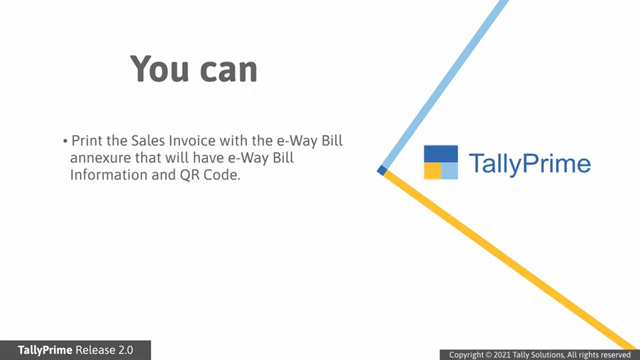 You can
• Print the Sales Invoice with the e-Way Bill
annexure that will have e-Way Bill
Information and QR Code.
TallyPrime
TallyPrime Release 2.0
Copyright © 2021 Tally Solutions, All rights reserved